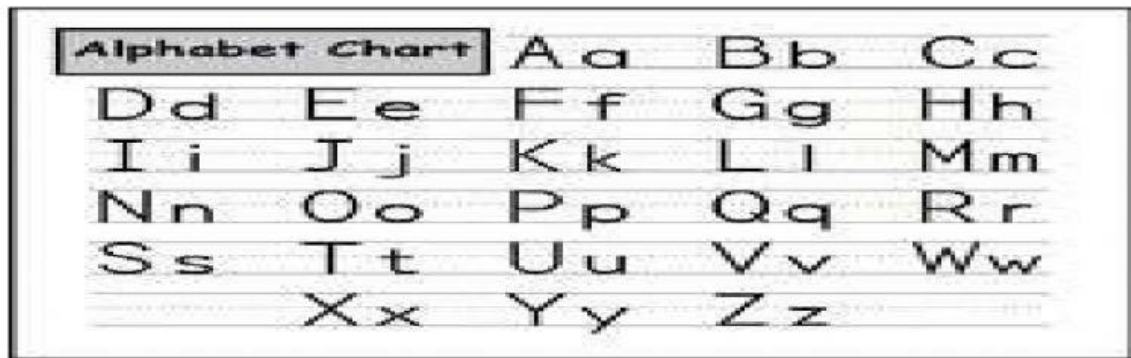 Alphabet Chart Aa Bb Cc
Dd Ee Ff Gg Hh
Ii Jj Kk Ll Mm
Nn Oo Pp Qq Rr
Ss Tt Uu Vv Ww
Xx Yy Zz